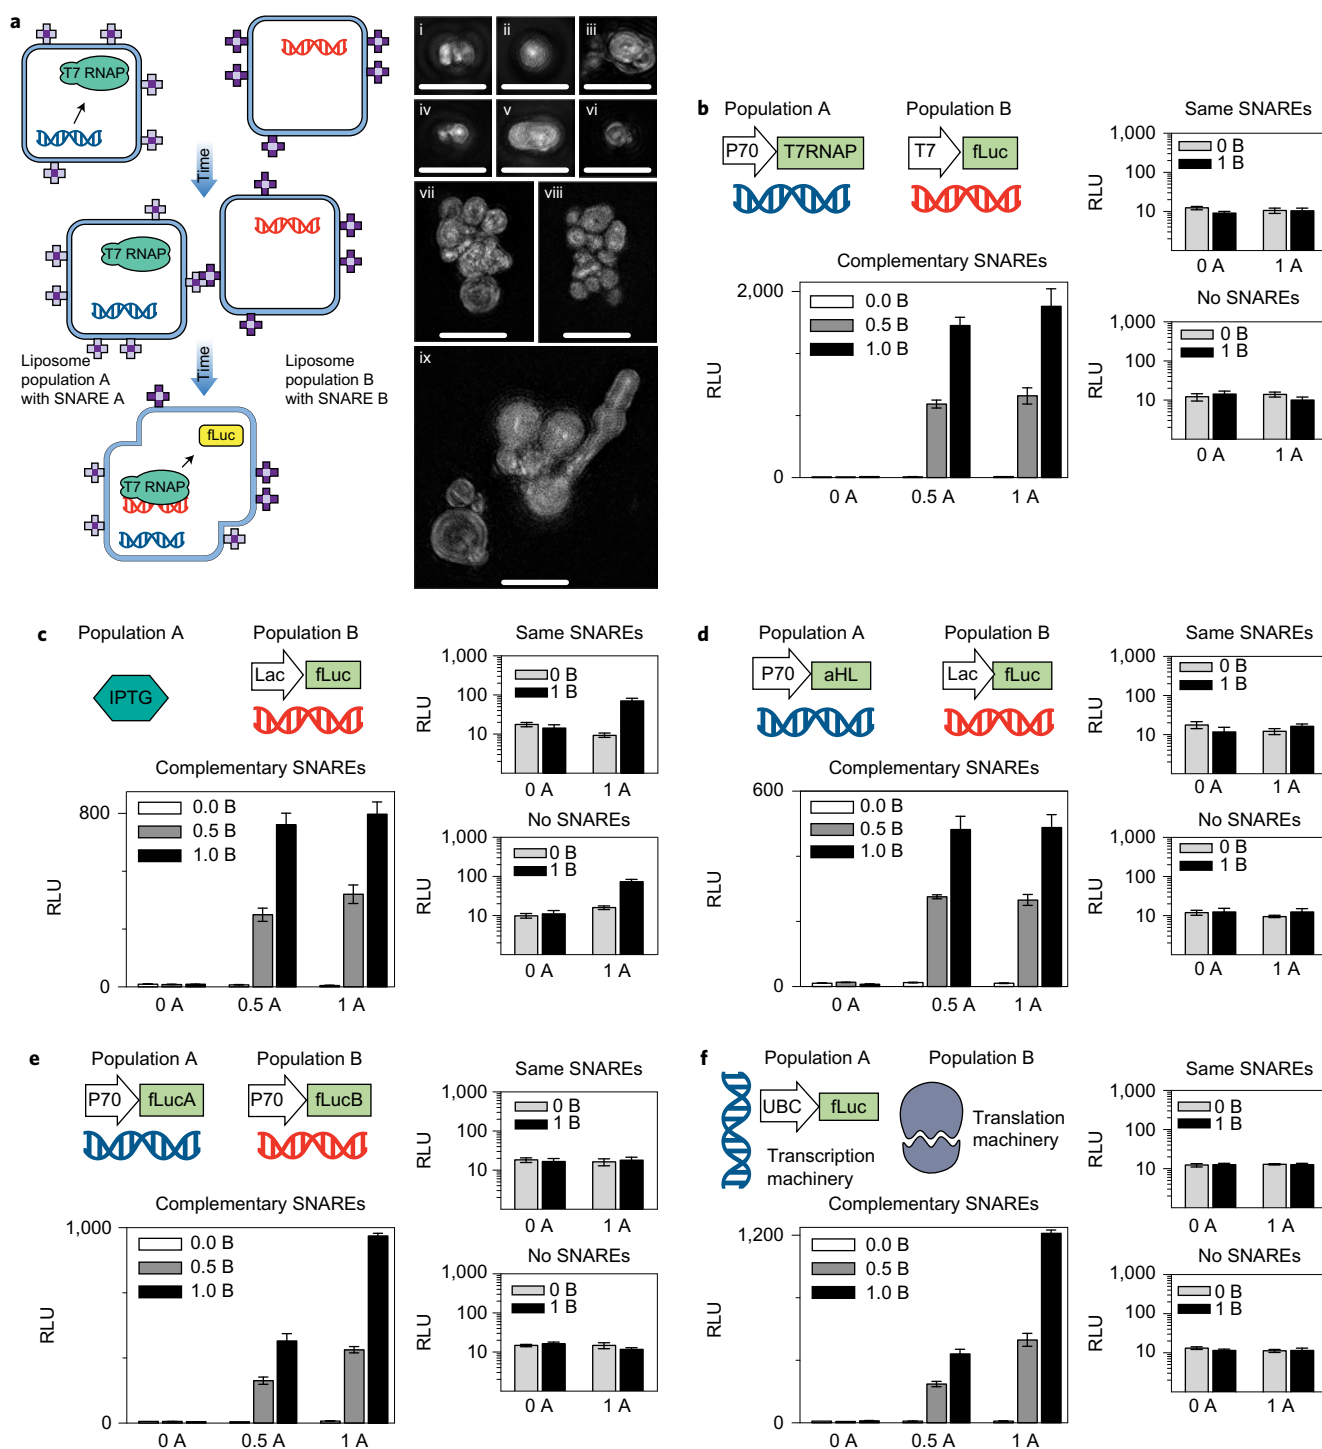 a
T7 RNAP
Time
T7 RNAP
Liposome
population A
with SNARE A
Time
Liposome
population B
with SNARE B
fLuc
T7 RNAP
i
ii
iii
iv
v
vi
vii
viii
ix
b
Population A
Population B
P70
T7RNAP
T7
fLuc
Complementary SNAREs
2,000
0.0 B
0.5 B
1.0 B
RLU
0
0 A
0.5 A
1 A
Same SNAREs
1,000
100
10
RLU
0 B
1 B
0 A
1 A
No SNAREs
1,000
100
10
RLU
0 B
1 B
0 A
1 A
c
Population A
Population B
IPTG
Lac
fLuc
Complementary SNAREs
800
0.0 B
0.5 B
1.0 B
RLU
0
0 A
0.5 A
1 A
Same SNAREs
1,000
100
10
RLU
0 B
1 B
0 A
1 A
No SNAREs
1,000
100
10
RLU
0 B
1 B
0 A
1 A
d
Population A
Population B
P70
aHL
Lac
fLuc
Complementary SNAREs
600
0.0 B
0.5 B
1.0 B
RLU
0
0 A
0.5 A
1 A
Same SNAREs
1,000
100
10
RLU
0 B
1 B
0 A
1 A
No SNAREs
1,000
100
10
RLU
0 B
1 B
0 A
1 A
e
Population A
Population B
P70
fLucA
P70
fLucB
Complementary SNAREs
1,000
0.0 B
0.5 B
1.0 B
RLU
0
0 A
0.5 A
1 A
Same SNAREs
1,000
100
10
RLU
0 B
1 B
0 A
1 A
No SNAREs
1,000
100
10
RLU
0 B
1 B
0 A
1 A
f
Population A
Population B
UBC
fLuc
Transcription
machinery
Translation
machinery
Complementary SNAREs
1,200
0.0 B
0.5 B
1.0 B
RLU
0
0 A
0.5 A
1 A
Same SNAREs
1,000
100
10
RLU
0 B
1 B
0 A
1 A
No SNAREs
1,000
100
10
RLU
0 B
1 B
0 A
1 A